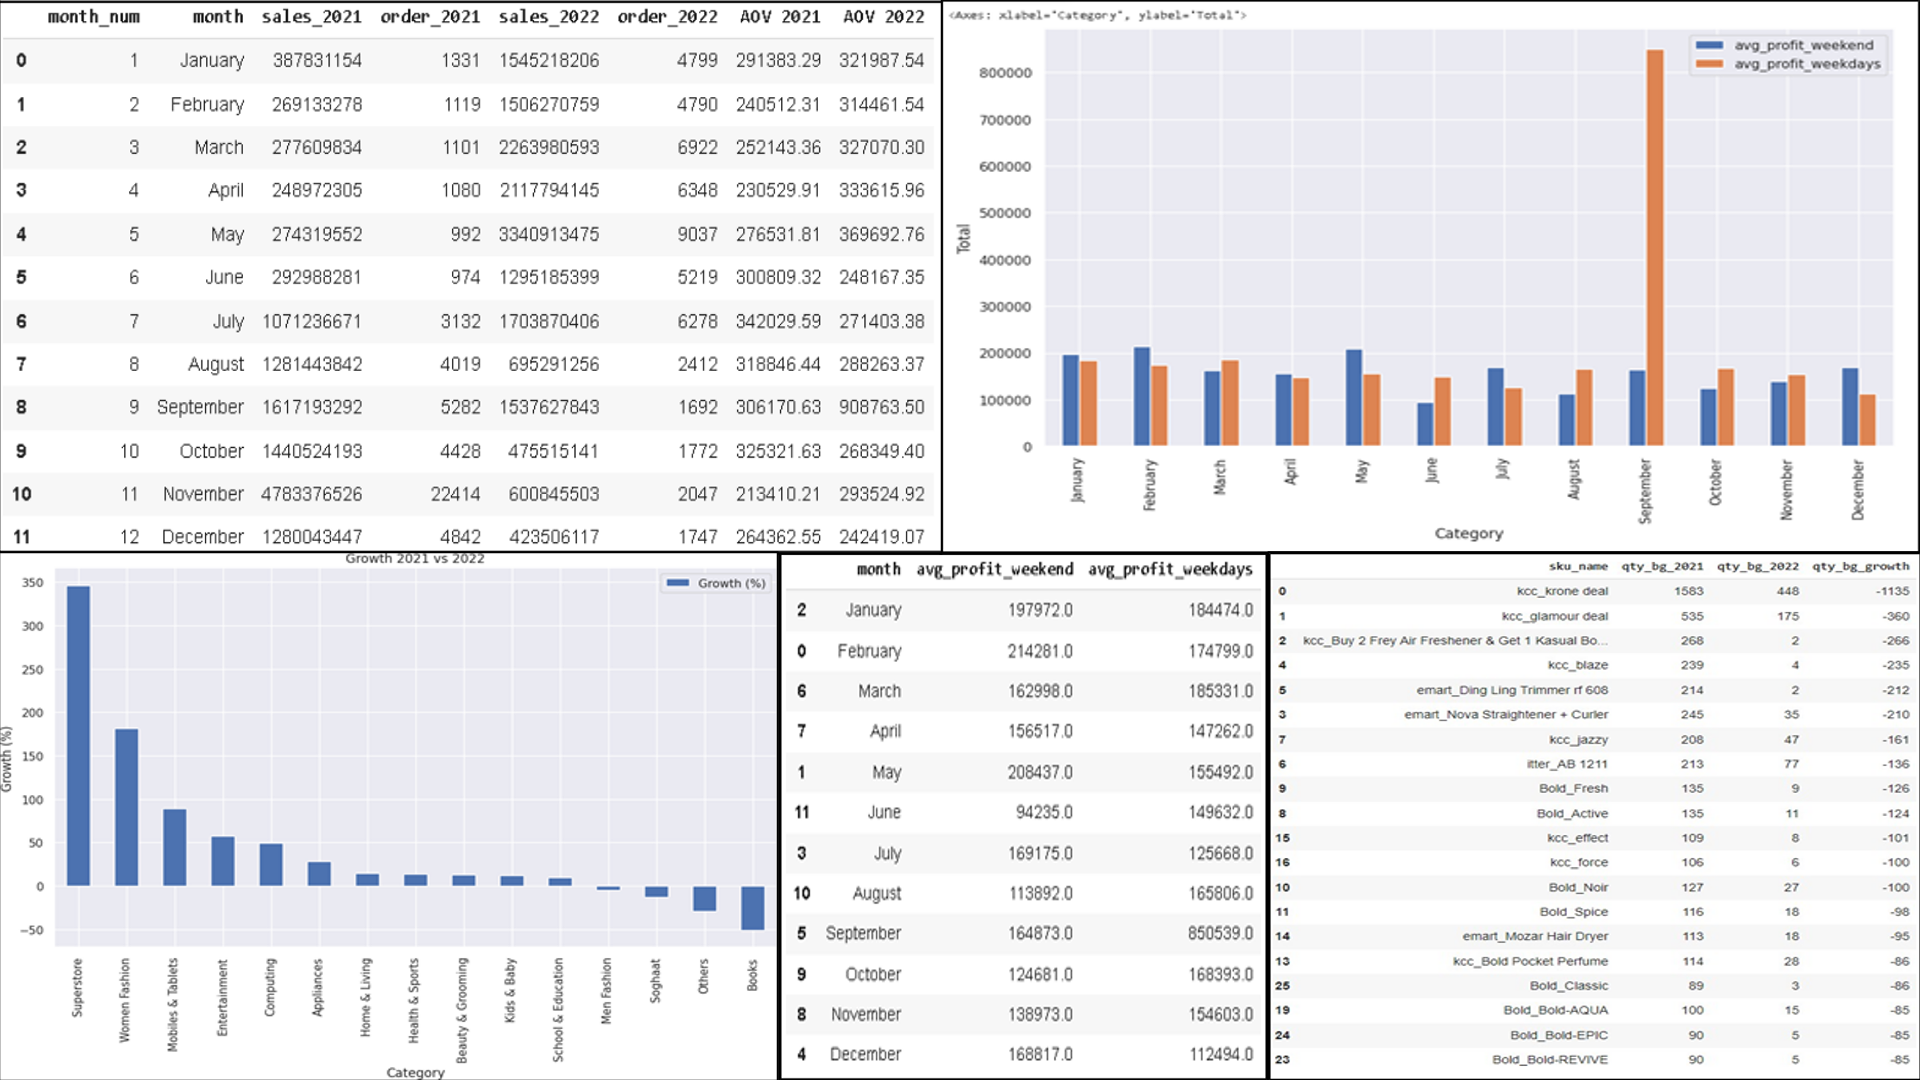 month_num month sales_2021 order_2021 sales_2022 order_2022 AOV 2021 AOV 2022
0 1 January 387831154 1331 1545218206 4799 291383.29 321987.54
1 2 February 269133278 1119 1506270759 4790 240512.31 314461.54
2 3 March 277609834 1101 2263980593 6922 252143.36 327070.30
3 4 April 248972305 1080 2117794145 6348 230529.91 333615.96
4 5 May 274319552 992 3340913475 9037 276531.81 369692.76
5 6 June 292988281 974 1295185399 5219 300809.32 248167.35
6 7 July 1071236671 3132 1703870406 6278 342029.59 271403.38
7 8 August 1281443842 4019 695291256 2412 318846.44 288263.37
8 9 September 1617193292 5282 1537627843 1692 306170.63 908763.50
9 10 October 1440524193 4428 475515141 1772 325321.63 268349.40
10 11 November 4783376526 22414 600845503 2047 213410.21 293524.92
11 12 December 1280043447 4842 423506117 1747 264362.55 242419.07
<Axes: xlabel='Category', ylabel='Total'>
avg_profit_weekend
avg_profit_weekdays
800000
700000
600000
500000
400000
300000
200000
100000
0
Total
January
February
March
April
May
June
July
August
September
October
November
December
Category
Growth 2021 vs 2022
Growth (%)
350
300
250
200
150
100
50
0
−50
Growth (%)
Superstore
Women Fashion
Mobiles & Tablets
Entertainment
Computing
Appliances
Home & Living
Health & Sports
Beauty & Grooming
Kids & Baby
School & Education
Men Fashion
Soghaat
Others
Books
Category
month avg_profit_weekend avg_profit_weekdays
2 January 197972.0 184474.0
0 February 214281.0 174799.0
6 March 162998.0 185331.0
7 April 156517.0 147262.0
1 May 208437.0 155492.0
11 June 94235.0 149632.0
3 July 169175.0 125668.0
10 August 113892.0 165806.0
5 September 164873.0 850539.0
9 October 124681.0 168393.0
8 November 138973.0 154603.0
4 December 168817.0 112494.0
sku_name qty_bg_2021 qty_bg_2022 qty_bg_growth
0 kcc_krone deal 1583 448 -1135
1 kcc_glamour deal 535 175 -360
2 kcc_Buy 2 Frey Air Freshener & Get 1 Kasual Bo... 268 2 -266
4 kcc_blaze 239 4 -235
5 emart_Ding Ling Trimmer rf 608 214 2 -212
3 emart_Nova Straightener + Curler 245 35 -210
7 kcc_jazzy 208 47 -161
6 itter_AB 1211 213 77 -136
9 Bold_Fresh 135 9 -126
8 Bold_Active 135 11 -124
15 kcc_effect 109 8 -101
16 kcc_force 106 6 -100
10 Bold_Noir 127 27 -100
11 Bold_Spice 116 18 -98
14 emart_Mozar Hair Dryer 113 18 -95
13 kcc_Bold Pocket Perfume 114 28 -86
25 Bold_Classic 89 3 -86
19 Bold_Bold-AQUA 100 15 -85
24 Bold_Bold-EPIC 90 5 -85
23 Bold_Bold-REVIVE 90 5 -85